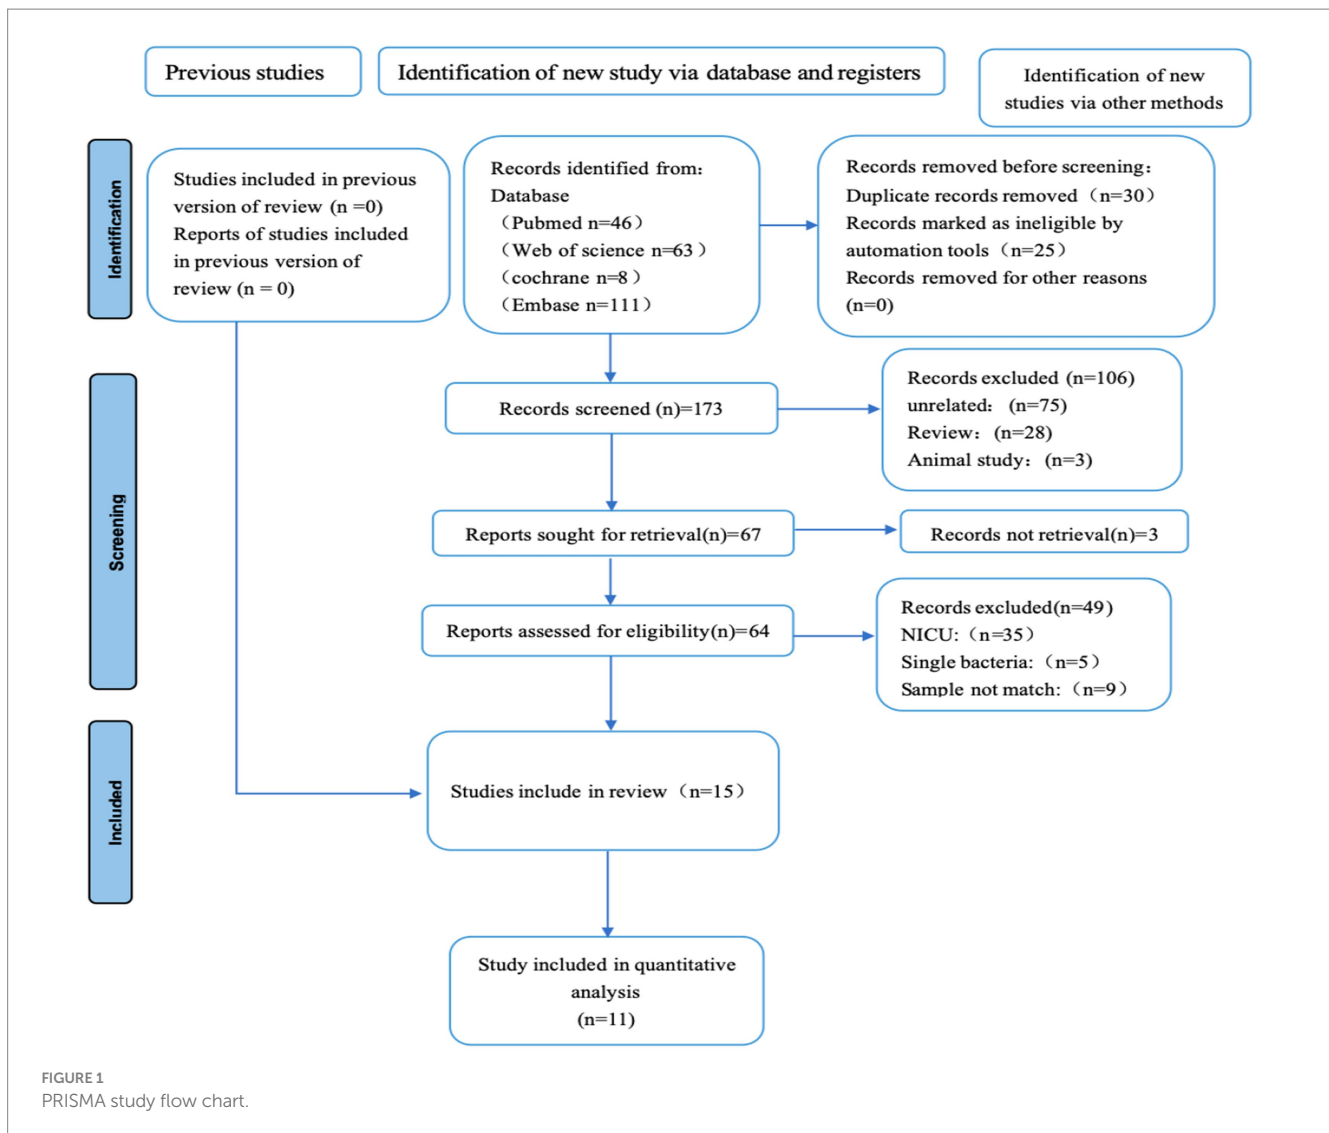 Previous studies
Identification of new study via database and registers
Identification of new
studies via other methods
Identification
Studies included in previous
version of review (n =0)
Reports of studies included
in previous version of
review (n = 0)
Records identified from:
Database
（Pubmed n=46）
（Web of science n=63）
（cochrane n=8）
（Embase n=111）
Records removed before screening：
Duplicate records removed（n=30）
Records marked as ineligible by
automation tools（n=25）
Records removed for other reasons
(n=0)
Screening
Records screened (n)=173
Records excluded (n=106)
unrelated： (n=75)
Review： (n=28)
Animal study： (n=3)
Reports sought for retrieval(n)=67
Records not retrieval(n)=3
Reports assessed for eligibility(n)=64
Records excluded(n=49)
NICU:（n=35）
Single bacteria:（n=5）
Sample not match:（n=9）
Included
Studies include in review（n=15）
Study included in quantitative
analysis
(n=11)
FIGURE 1
PRISMA study flow chart.